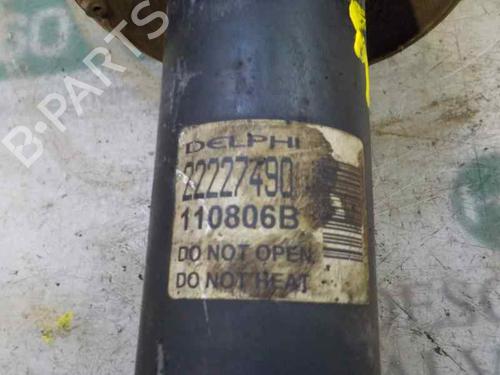 DELPHI
22227490
110806B
DO NOT OPEN
DO NOT HEAT
B-PARTS